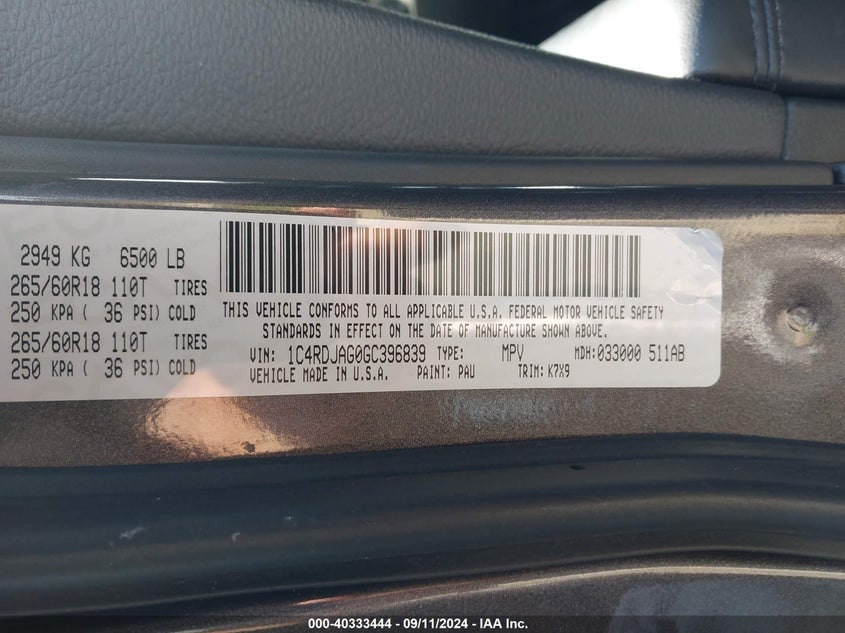 2949 KG 6500 LB
265/60R18 110T TIRES
250 KPA ( 36 PSI) COLD
265/60R18 110T TIRES
250 KPA ( 36 PSI) COLD
THIS VEHICLE CONFORMS TO ALL APPLICABLE U.S.A. FEDERAL MOTOR VEHICLE SAFETY
STANDARDS IN EFFECT ON THE DATE OF MANUFACTURE SHOWN ABOVE.
VIN: 1C4RDJAG0GC396839 TYPE: MPV MDH:033000 511AB
VEHICLE MADE IN U.S.A. PAINT: PAU TRIM: K7X9
000-40333444 - 09/11/2024 - IAA Inc.